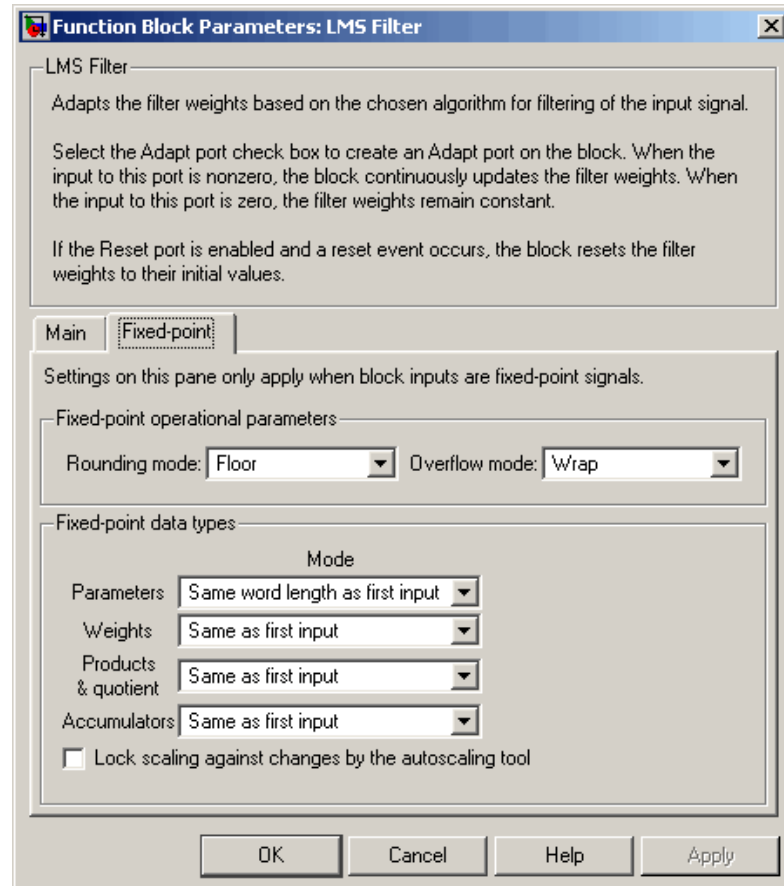 Function Block Parameters: LMS Filter
LMS Filter
Adapts the filter weights based on the chosen algorithm for filtering of the input signal.
Select the Adapt port check box to create an Adapt port on the block. When the
input to this port is nonzero, the block continuously updates the filter weights. When
the input to this port is zero, the filter weights remain constant.
If the Reset port is enabled and a reset event occurs, the block resets the filter
weights to their initial values.
Main Fixed-point
Settings on this pane only apply when block inputs are fixed-point signals.
Fixed-point operational parameters
Rounding mode: Floor Overflow mode: Wrap
Fixed-point data types
Mode
Parameters Same word length as first input
Weights Same as first input
Products
& quotient Same as first input
Accumulators Same as first input
Lock scaling against changes by the autoscaling tool
OK Cancel Help Apply